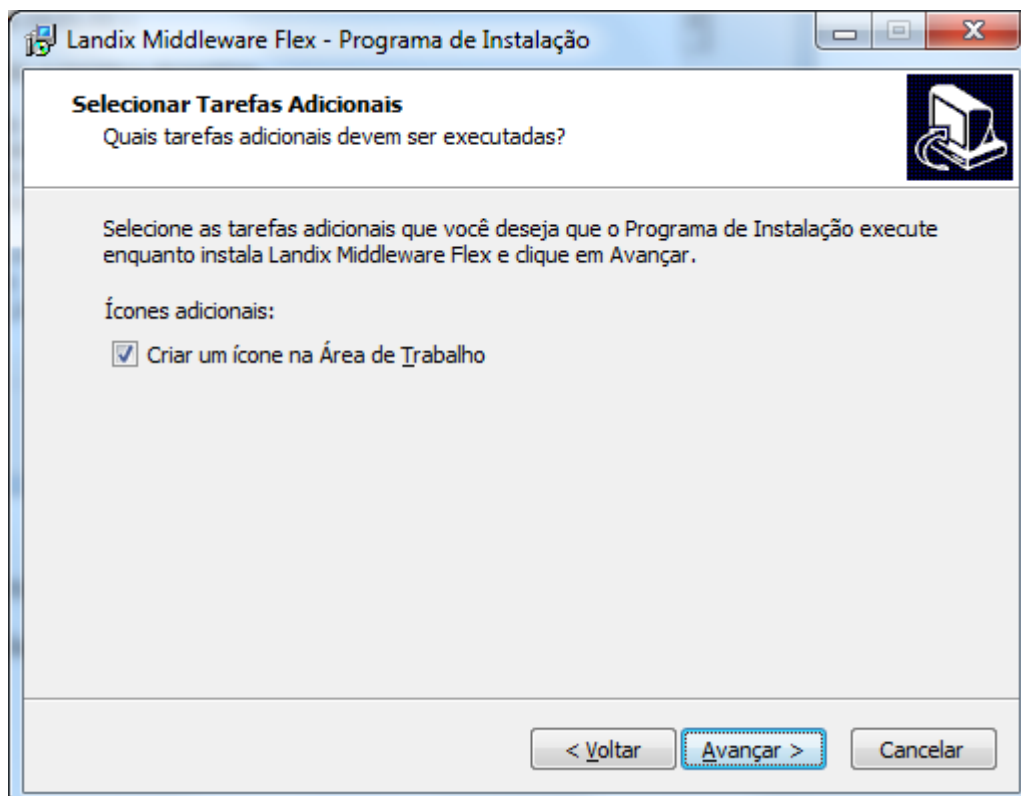 Landix Middleware Flex - Programa de Instalação
Selecionar Tarefas Adicionais
Quais tarefas adicionais devem ser executadas?
Selecione as tarefas adicionais que você deseja que o Programa de Instalação execute
enquanto instala Landix Middleware Flex e clique em Avançar.
Ícones adicionais:
Criar um ícone na Área de Trabalho
< Voltar
Avançar >
Cancelar